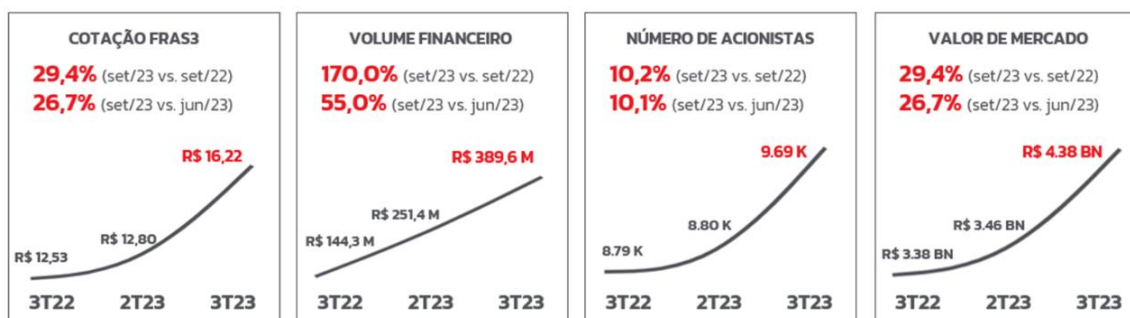 COTAÇÃO FRAS3
29,4% (set/23 vs. set/22)
26,7% (set/23 vs. jun/23)
R$ 16,22
R$ 12,80
R$ 12,53
3T22 2T23 3T23
VOLUME FINANCEIRO
170,0% (set/23 vs. set/22)
55,0% (set/23 vs. jun/23)
R$ 389,6 M
R$ 251,4 M
R$ 144,3 M
3T22 2T23 3T23
NÚMERO DE ACIONISTAS
10,2% (set/23 vs. set/22)
10,1% (set/23 vs. jun/23)
9.69 K
8.80 K
8.79 K
3T22 2T23 3T23
VALOR DE MERCADO
29,4% (set/23 vs. set/22)
26,7% (set/23 vs. jun/23)
R$ 4.38 BN
R$ 3.46 BN
R$ 3.38 BN
3T22 2T23 3T23